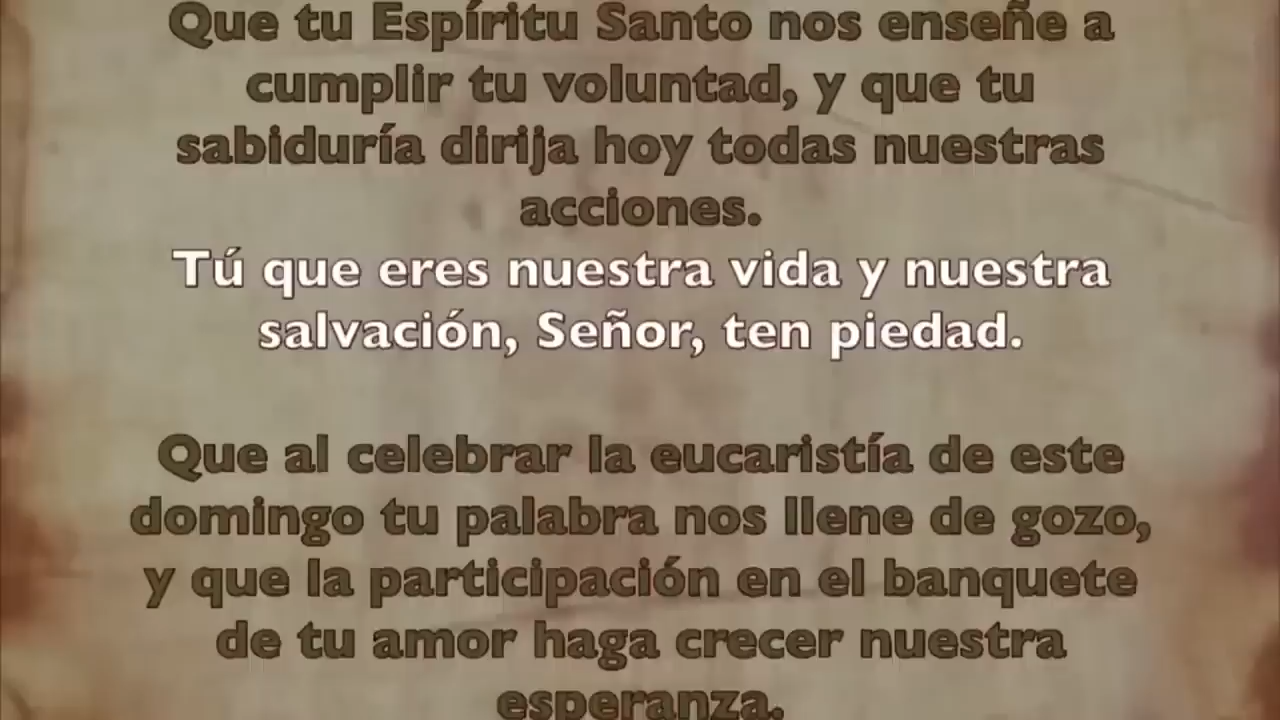 Que tu Espíritu Santo nos enseñe a
cumplir tu voluntad, y que tu
sabiduría dirija hoy todas nuestras
acciones.
Tú que eres nuestra vida y nuestra
salvación, Señor, ten piedad.
Que al celebrar la eucaristía de este
domingo tu palabra nos llene de gozo,
y que la participación en el banquete
de tu amor haga crecer nuestra
esperanza.